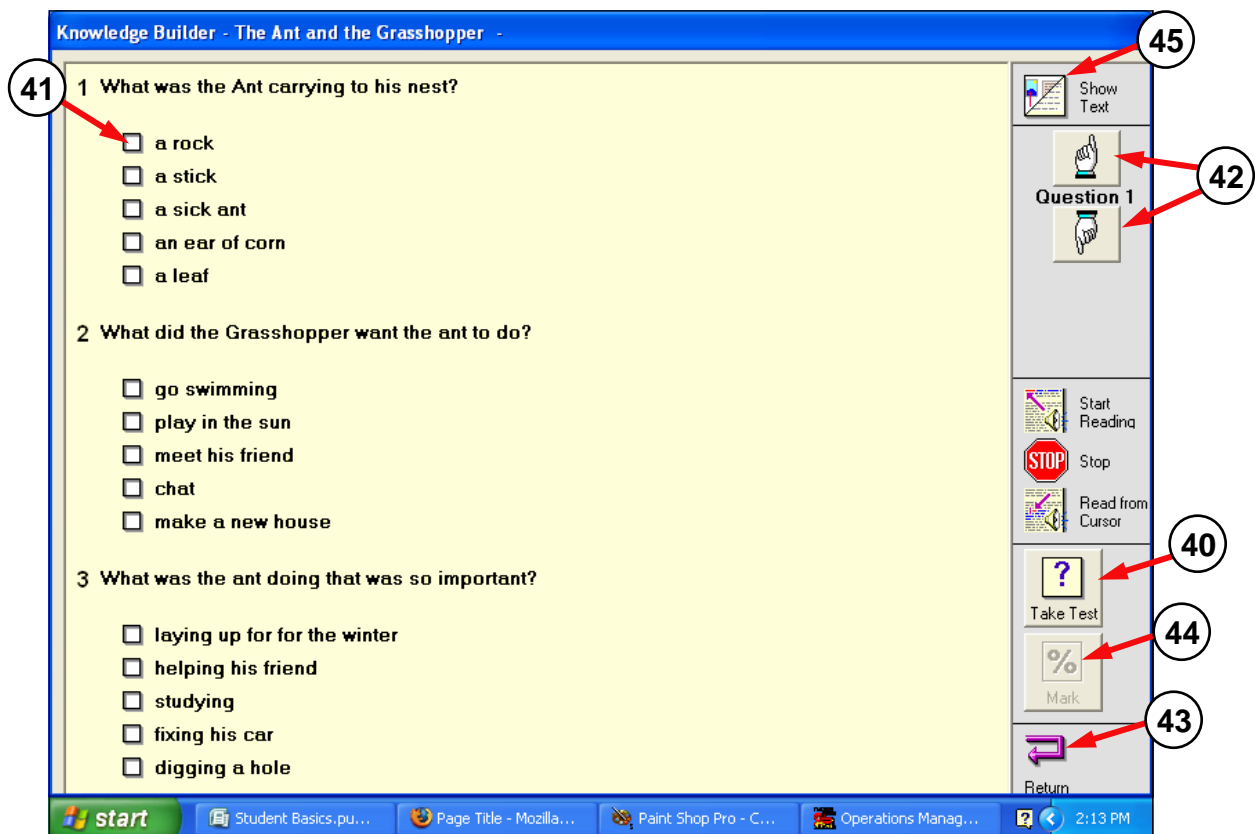 Knowledge Builder - The Ant and the Grasshopper -
45
41
1 What was the Ant carrying to his nest?
a rock
a stick
a sick ant
an ear of corn
a leaf
2 What did the Grasshopper want the ant to do?
go swimming
play in the sun
meet his friend
chat
make a new house
3 What was the ant doing that was so important?
laying up for for the winter
helping his friend
studying
fixing his car
digging a hole
Show
Text
42
Question 1
Start
Reading
STOP
Stop
Read from
Cursor
40
?
Take Test
44
%
Mark
43
Return
start
Student Basics.pu...
Page Title - Mozilla...
Paint Shop Pro - C...
Operations Manag...
?
2:13 PM